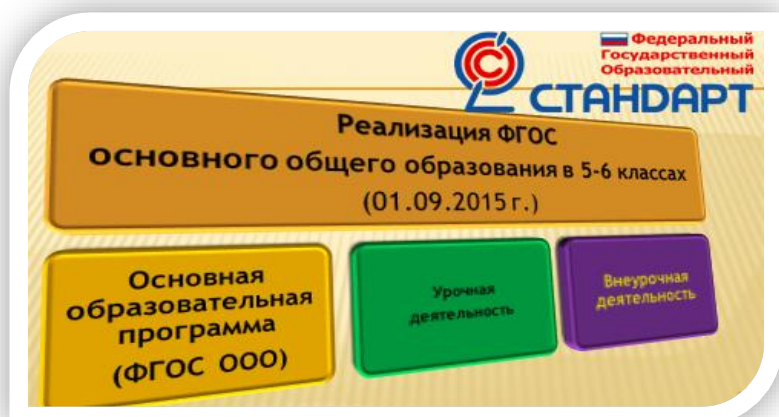 Федеральный
Государственный
Образовательный
СТАНДАРТ
Реализация ФГОС
основного общего образования в 5-6 классах
(01.09.2015 г.)
Основная
образовательная
программа
(ФГОС ООО)
Урочная
деятельность
Внеурочная
деятельность